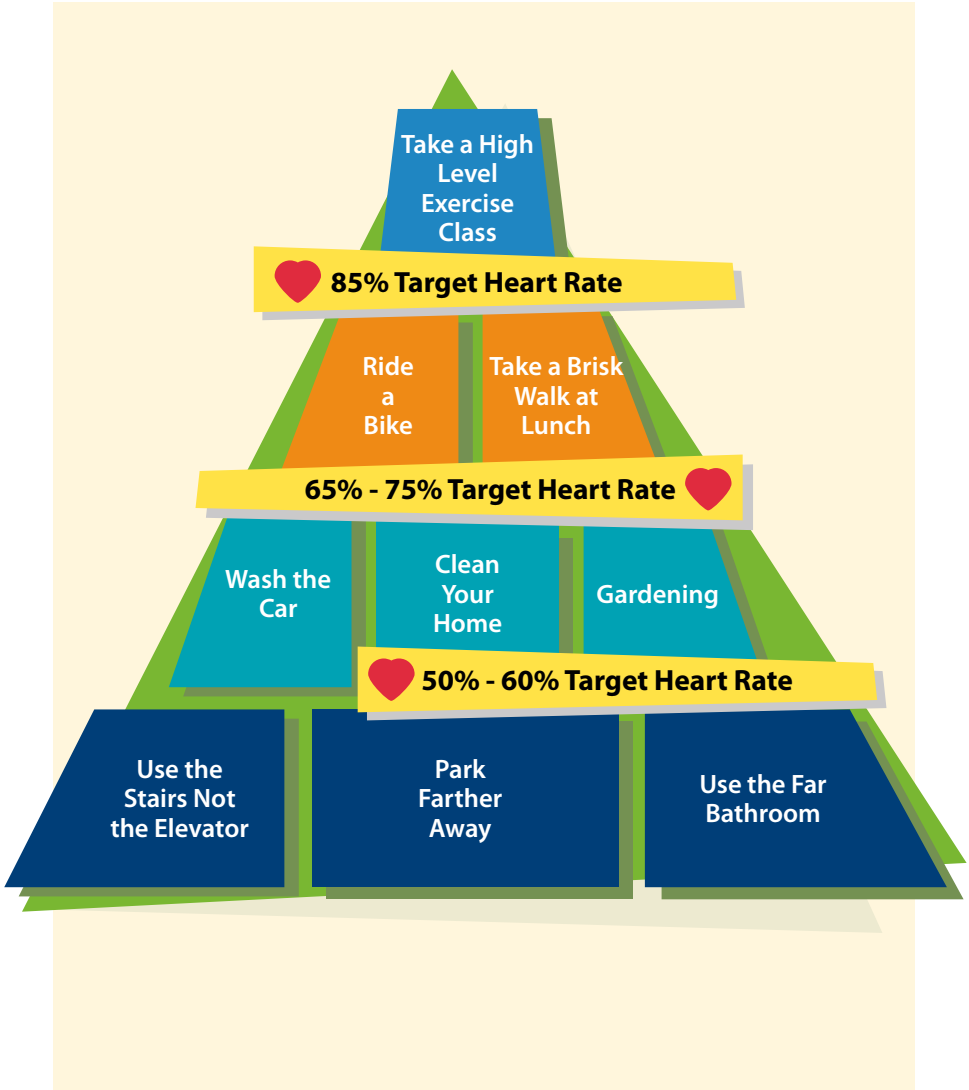 Take a High
Level
Exercise
Class
85% Target Heart Rate
Ride
a
Bike
Take a Brisk
Walk at
Lunch
65% - 75% Target Heart Rate
Wash the
Car
Clean
Your
Home
Gardening
50% - 60% Target Heart Rate
Use the
Stairs Not
the Elevator
Park
Farther
Away
Use the Far
Bathroom